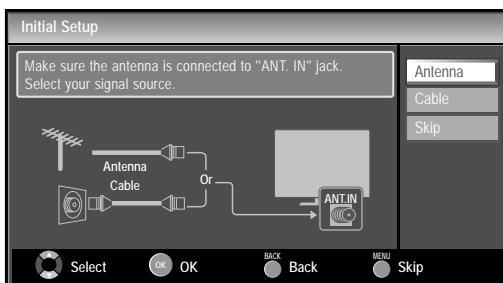 Initial Setup
Make sure the antenna is connected to "ANT. IN" jack.
Select your signal source.
Antenna
Cable
Skip
Antenna
Cable
Or
ANT.IN
Select
OK OK
BACK Back
MENU Skip